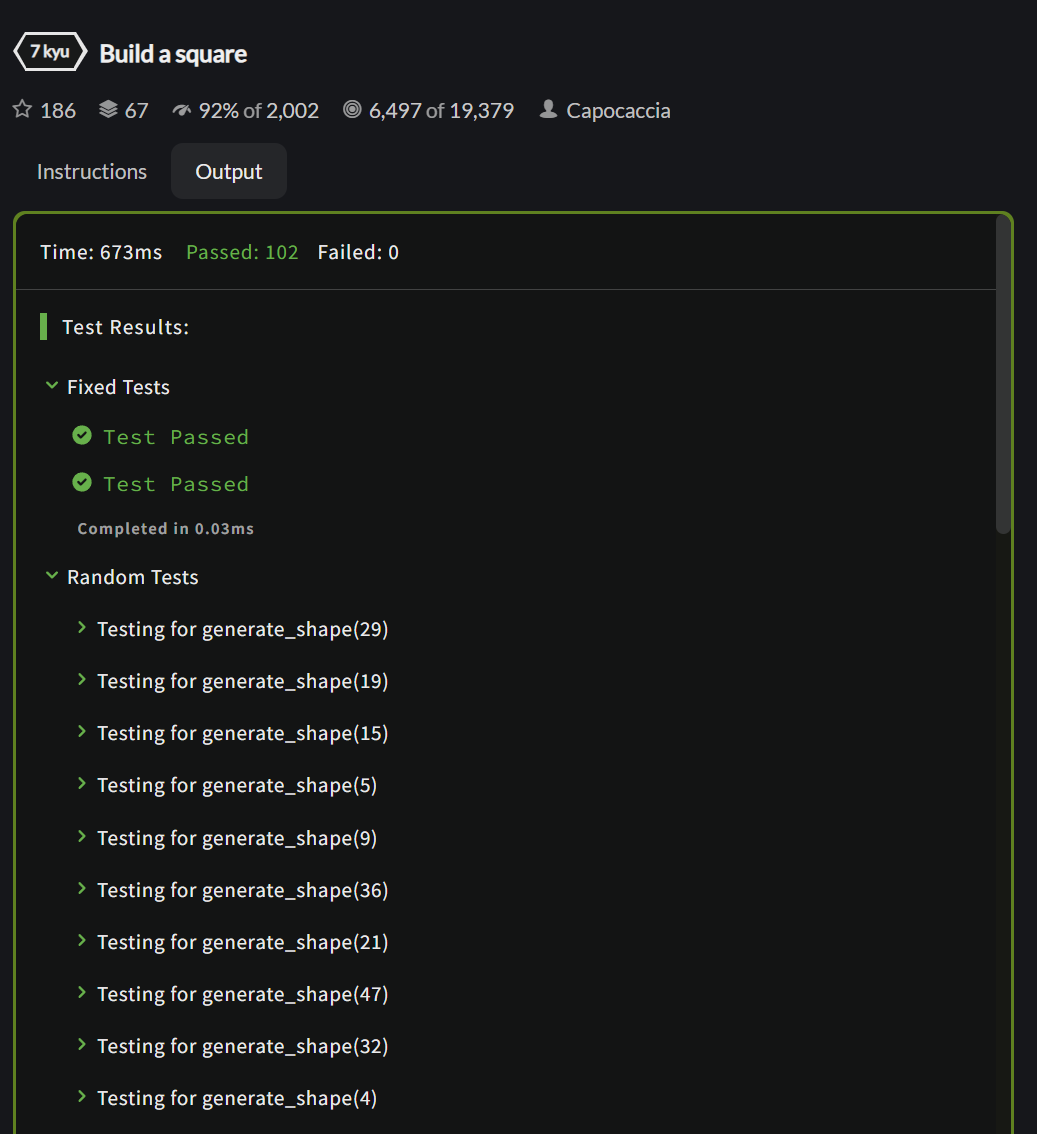 7 kyu Build a square
186 67 92% of 2,002 6,497 of 19,379 Capocaccia
Instructions Output
Time: 673ms Passed: 102 Failed: 0
Test Results:
Fixed Tests
Test Passed
Test Passed
Completed in 0.03ms
Random Tests
Testing for generate_shape(29)
Testing for generate_shape(19)
Testing for generate_shape(15)
Testing for generate_shape(5)
Testing for generate_shape(9)
Testing for generate_shape(36)
Testing for generate_shape(21)
Testing for generate_shape(47)
Testing for generate_shape(32)
Testing for generate_shape(4)